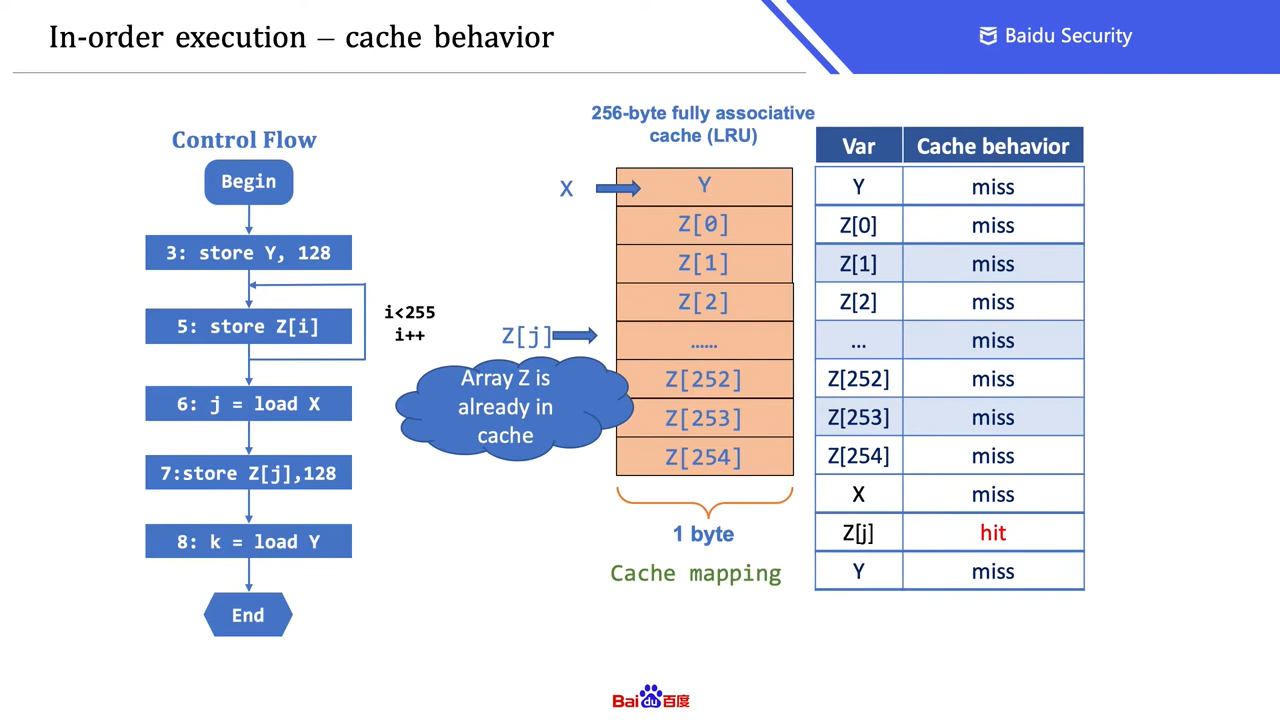 In-order execution – cache behavior
Baidu Security
Control Flow
Begin
3: store Y, 128
5: store Z[i]
i<255
i++
6: j = load X
7:store Z[j],128
8: k = load Y
End
256-byte fully associative
cache (LRU)
X
Y
Z[0]
Z[1]
Z[2]
Z[j]
......
Array Z is
already in
cache
Z[252]
Z[253]
Z[254]
1 byte
Cache mapping
Var Cache behavior
Y miss
Z[0] miss
Z[1] miss
Z[2] miss
... miss
Z[252] miss
Z[253] miss
Z[254] miss
X miss
Z[j] hit
Y miss
Bai du 百度